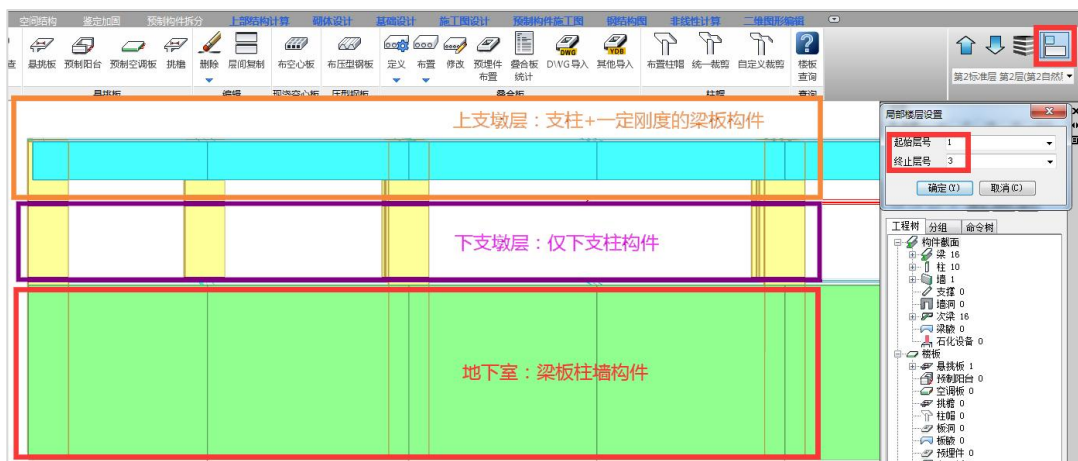 空间结构 鉴定加固 预制构件拆分 上部结构计算 砌体设计 基础设计 施工图设计 预制构件施工图 钢结构图 非线性计算 二维图形编辑
查 悬挑板 预制阳台 预制空调板 挑檐 删除 层间复制 布空心板 布压型钢板 定义 布置 修改 预埋件布置 叠合板统计 DWG导入 其他导入 布置柱帽 统一裁剪 自定义裁剪 楼板查询
悬挑板 编辑 现浇空心板 压型钢板 叠合板 柱帽 查询
第2标准层 第2层(第2自然
上支墩层：支柱+一定刚度的梁板构件
下支墩层：仅下支柱构件
地下室：梁板柱墙构件
局部楼层设置
起始层号 1
终止层号 3
确定(Y) 取消(C)
工程树 分组 命令树
构件截面
梁 16
柱 10
墙 1
支撑 0
墙洞 0
次梁 16
梁腋 0
石化设备 0
楼板
悬挑板 1
预制阳台 0
空调板 0
挑檐 0
柱帽 0
板洞 0
板腋 0
预埋件 0